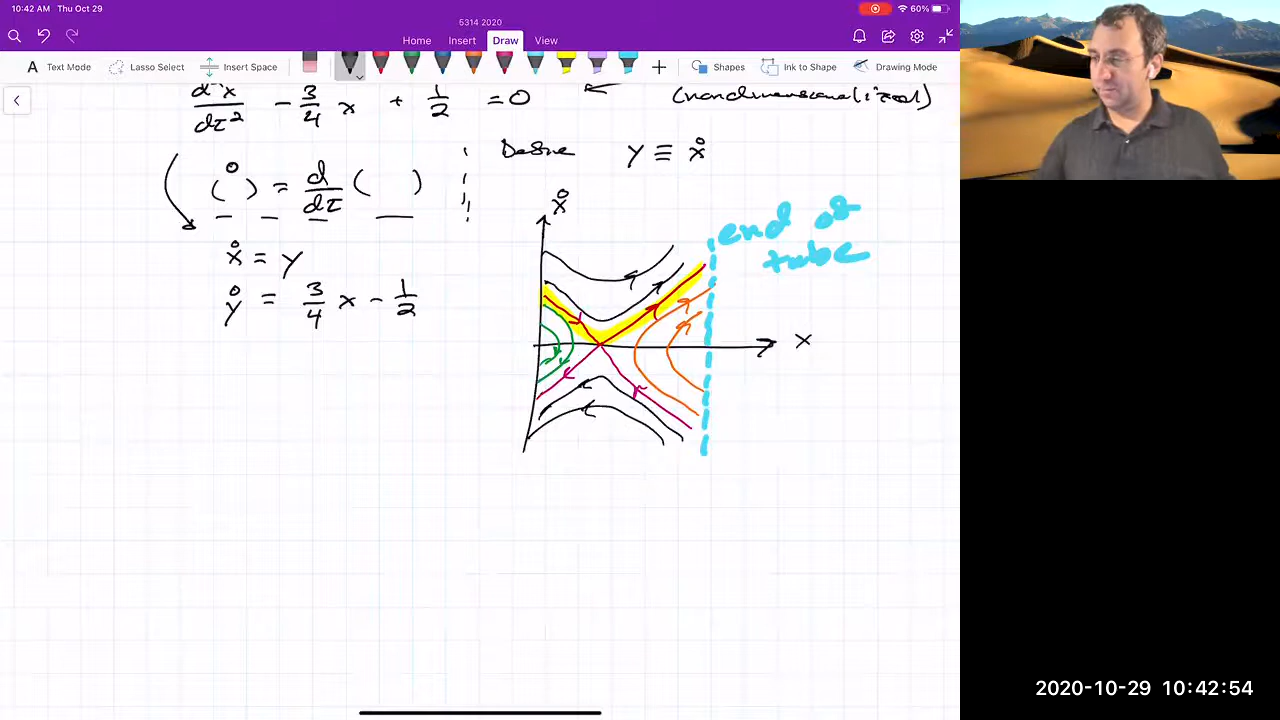 10:42 AM Thu Oct 29
60%
5314 2020
Home Insert Draw View
A Text Mode Lasso Select Insert Space Shapes Ink to Shape Drawing Mode
d²x/dτ² - 3/4 x + 1/2 = 0 ← (nondimensionalized)
Define y ≡ x̊
(̊ ) = d/dτ ( )
x̊
end of
tube
x̊ = y
ẙ = 3/4 x - 1/2
x
2020-10-29 10:42:54